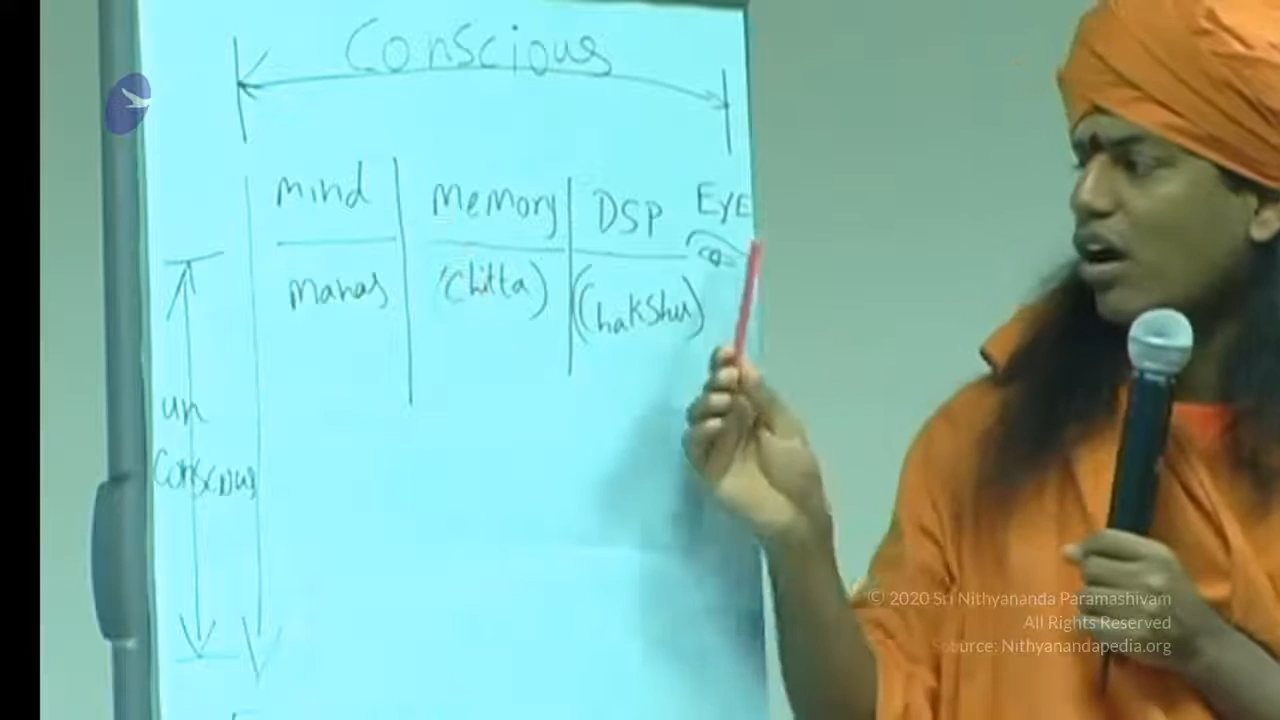 Conscious
mind memory DSP EYE
manas (chitta) (Chakshu)
un
conscious
© 2020 Sri Nithyananda Paramashivam
All Rights Reserved
Source: Nithyanandapedia.org